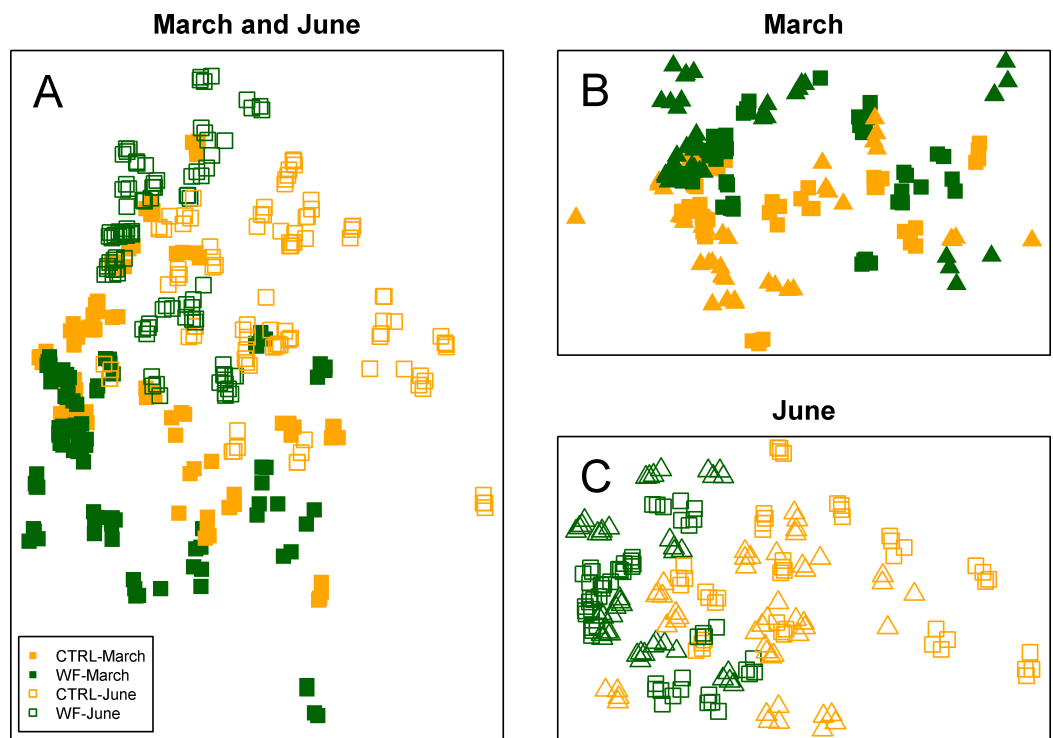 March and June
A
CTRL-March
WF-March
CTRL-June
WF-June
March
B
June
C